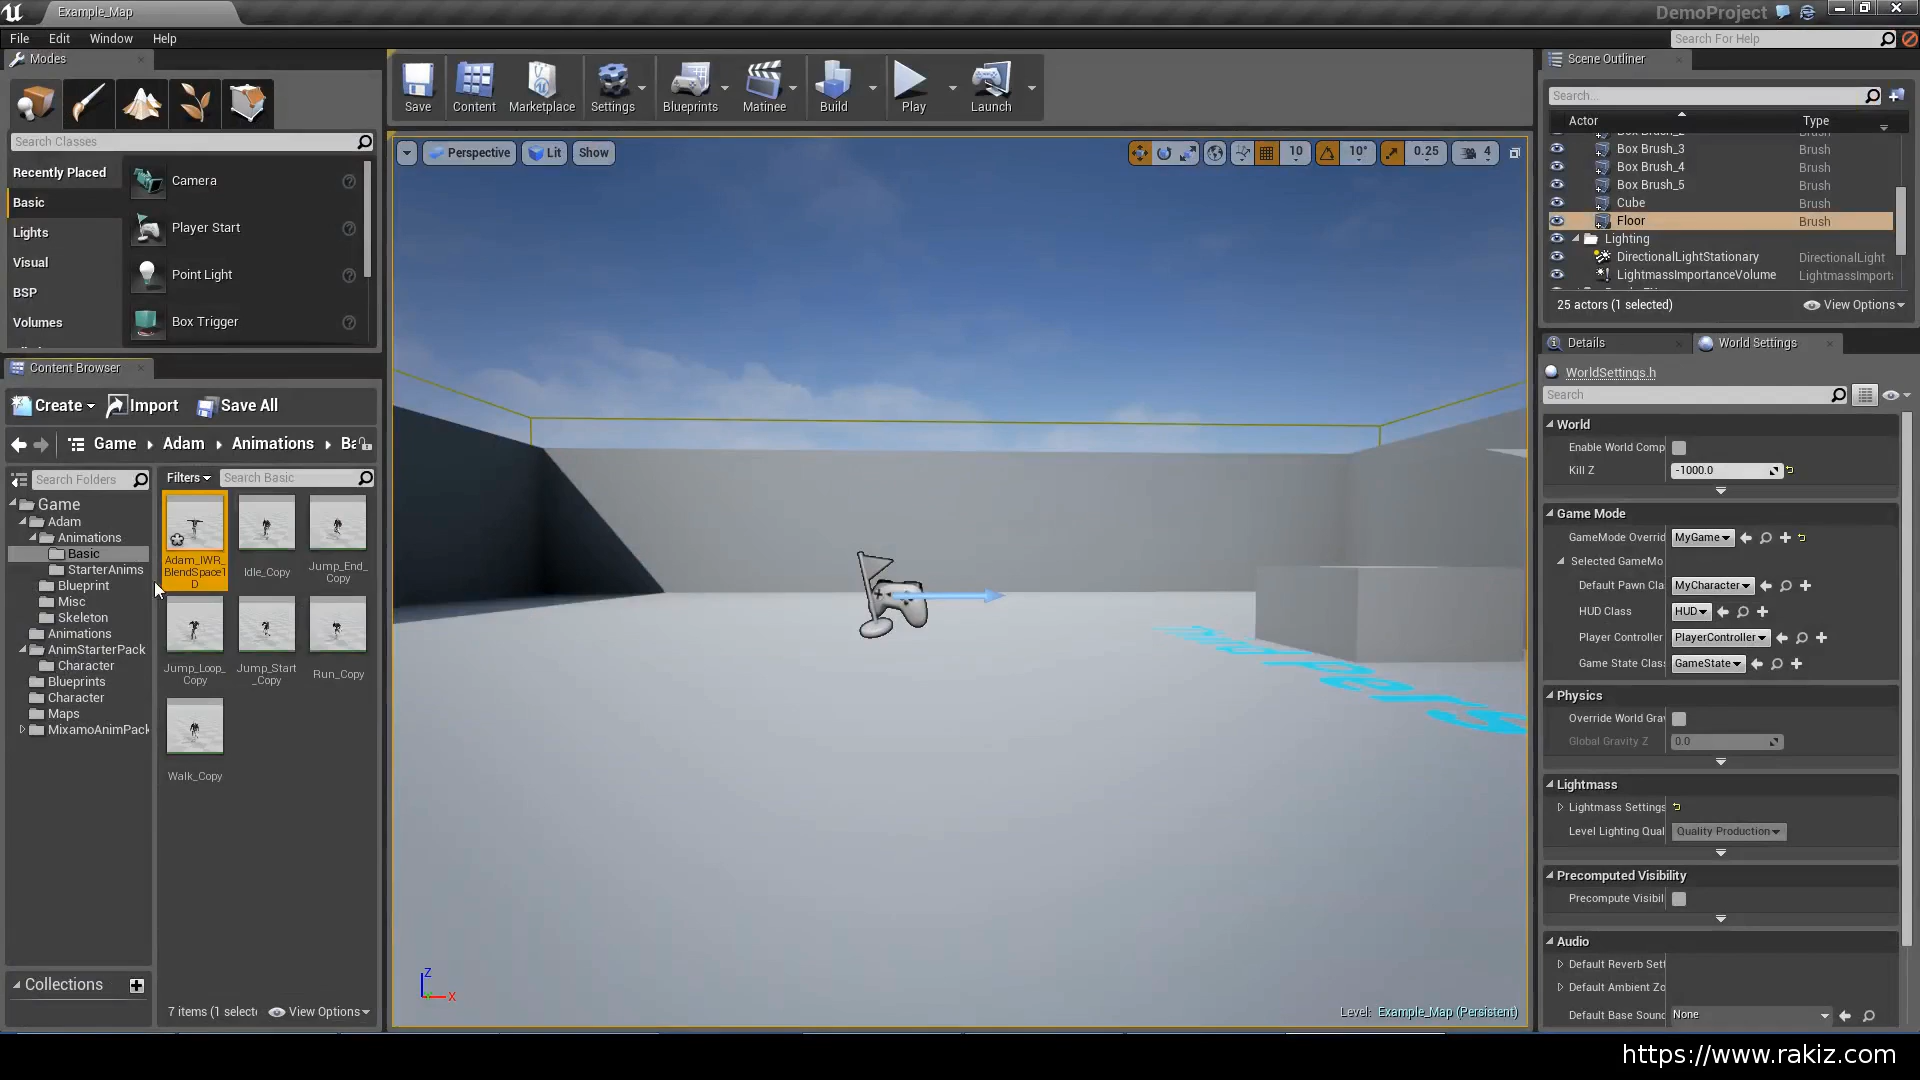 Example_Map
DemoProject
File Edit Window Help
Search For Help
Modes
Search Classes
Recently Placed
Basic
Lights
Visual
BSP
Volumes
Camera
Player Start
Point Light
Box Trigger
Save
Content
Marketplace
Settings
Blueprints
Matinee
Build
Play
Launch
Perspective
Lit
Show
10
10°
0.25
4
Content Browser
Create
Import
Save All
Game Adam Animations Ba
Search Folders
Game
Adam
Animations
Basic
StarterAnims
Blueprint
Misc
Skeleton
Animations
AnimStarterPack
Character
Blueprints
Character
Maps
MixamoAnimPack
Collections
Filters
Search Basic
Adam_IWR_
BlendSpace1
D
Idle_Copy
Jump_End_
Copy
Jump_Loop_
Copy
Jump_Start
_Copy
Run_Copy
Walk_Copy
7 items (1 select
View Options
Z
X
Level: Example_Map (Persistent)
Scene Outliner
Search...
Actor Type
Box Brush_2 Brush
Box Brush_3 Brush
Box Brush_4 Brush
Box Brush_5 Brush
Cube Brush
Floor Brush
Lighting
DirectionalLightStationary DirectionalLight
LightmassImportanceVolume LightmassImport
25 actors (1 selected)
View Options
Details
World Settings
WorldSettings.h
Search
World
Enable World Comp
Kill Z -1000.0
Game Mode
GameMode Overrid MyGame
Selected GameMo
Default Pawn Cla MyCharacter
HUD Class HUD
Player Controller PlayerController
Game State Class GameState
Physics
Override World Gra
Global Gravity Z 0.0
Lightmass
Lightmass Settings
Level Lighting Qual Quality Production
Precomputed Visibility
Precompute Visibil
Audio
Default Reverb Sett
Default Ambient Zo
Default Base Sound None
https://www.rakiz.com